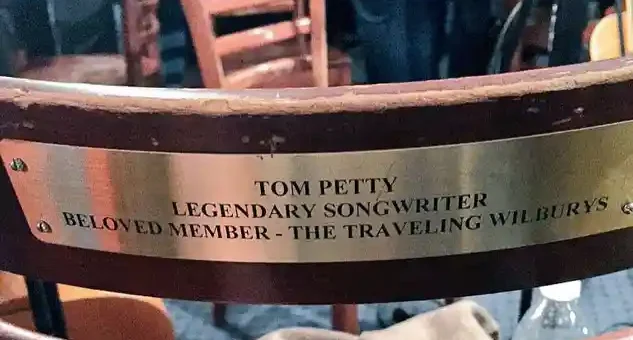 TOM PETTY
LEGENDARY SONGWRITER
BELOVED MEMBER - THE TRAVELING WILBURYS